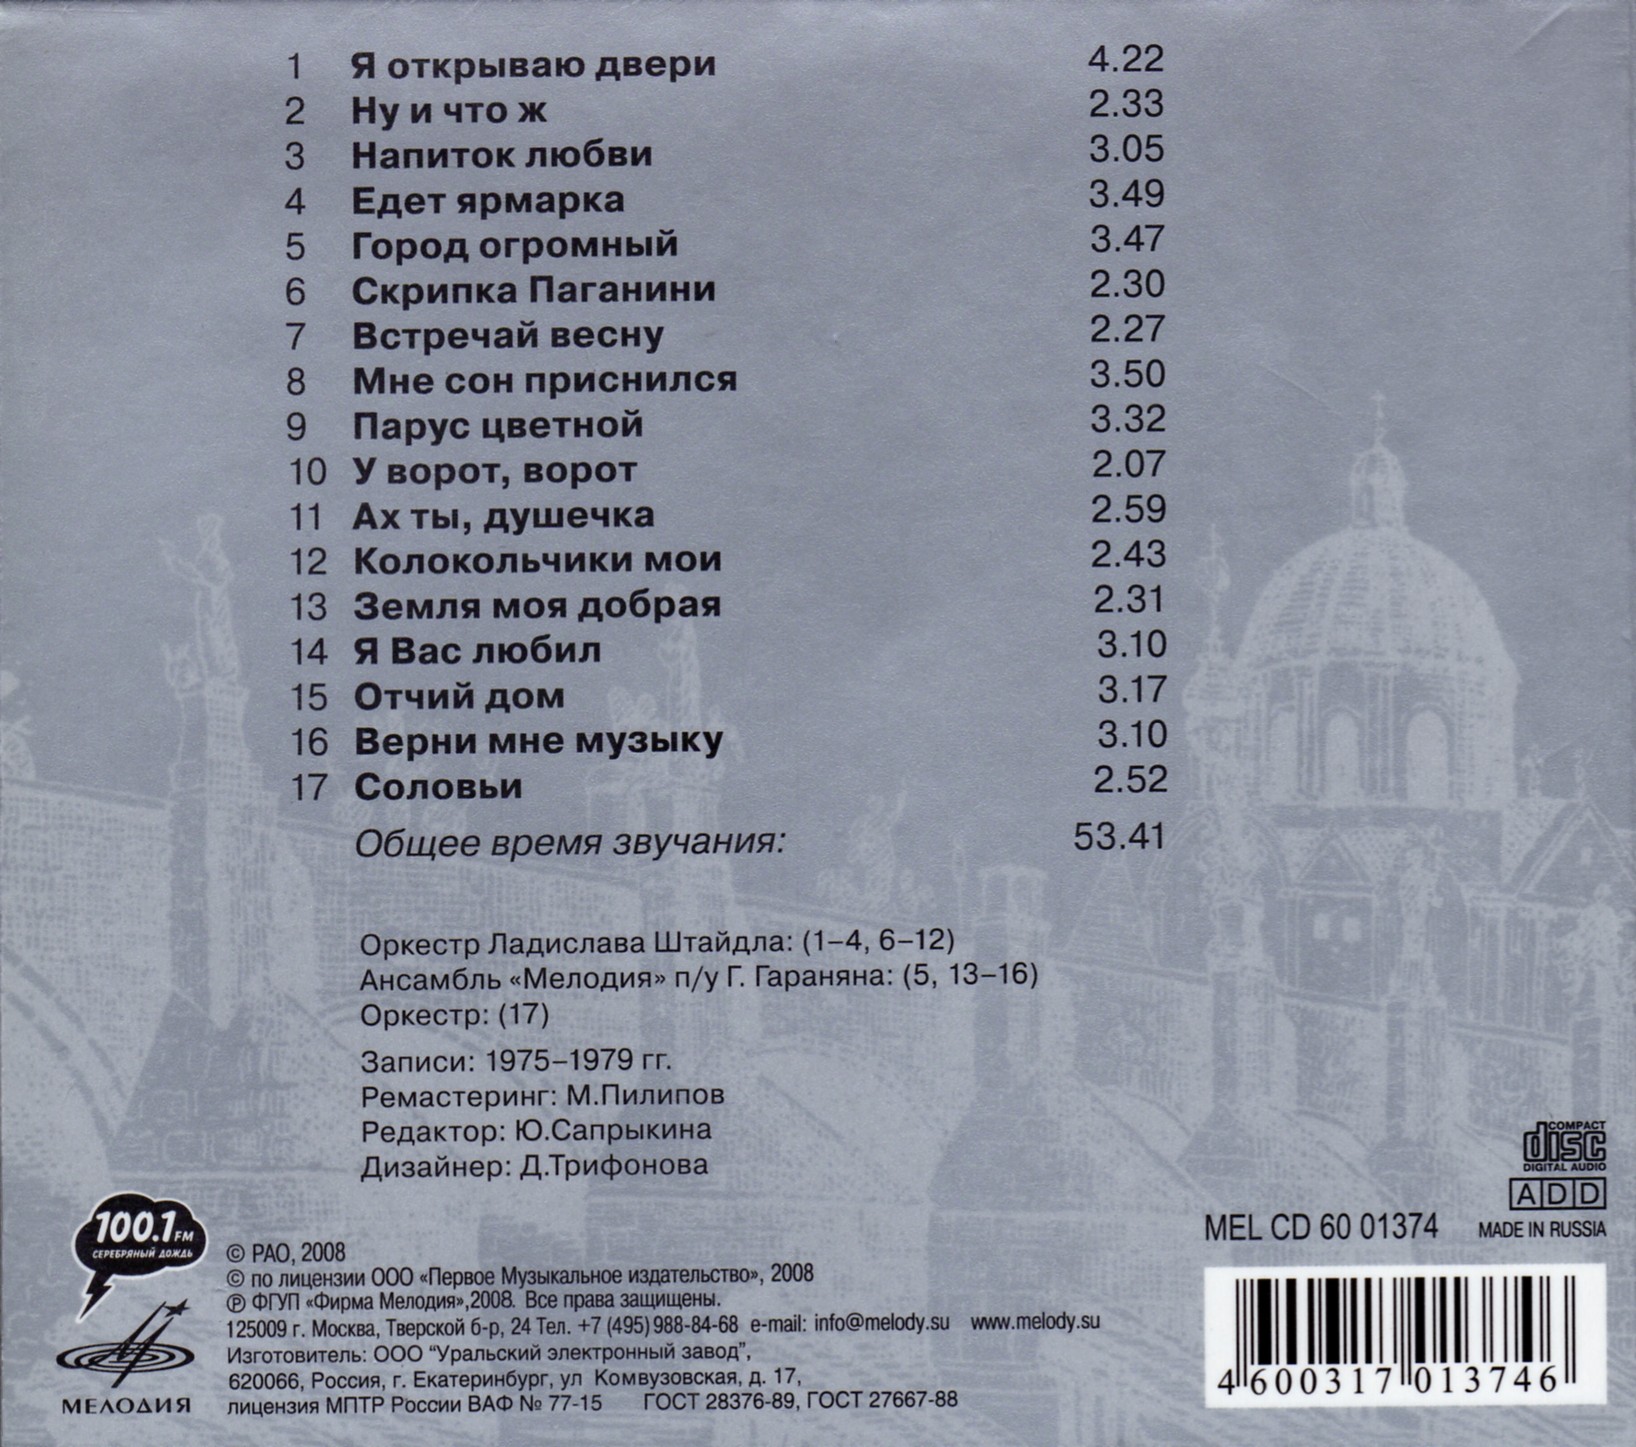 1 Я открываю двери 4.22
2 Ну и что ж 2.33
3 Напиток любви 3.05
4 Едет ярмарка 3.49
5 Город огромный 3.47
6 Скрипка Паганини 2.30
7 Встречай весну 2.27
8 Мне сон приснился 3.50
9 Парус цветной 3.32
10 У ворот, ворот 2.07
11 Ах ты, душечка 2.59
12 Колокольчики мои 2.43
13 Земля моя добрая 2.31
14 Я Вас любил 3.10
15 Отчий дом 3.17
16 Верни мне музыку 3.10
17 Соловьи 2.52
Общее время звучания: 53.41
Оркестр Ладислава Штайдла: (1–4, 6–12)
Ансамбль «Мелодия» п/у Г. Гараняна: (5, 13–16)
Оркестр: (17)
Записи: 1975–1979 гг.
Ремастеринг: М.Пилипов
Редактор: Ю.Сапрыкина
Дизайнер: Д.Трифонова
COMPACT
disc
DIGITAL AUDIO
ADD
MEL CD 60 01374 MADE IN RUSSIA
100.1 FM
СЕРЕБРЯНЫЙ ДОЖДЬ
© РАО, 2008
© по лицензии ООО «Первое Музыкальное издательство», 2008
℗ ФГУП «Фирма Мелодия»,2008. Все права защищены.
125009 г. Москва, Тверской б-р, 24 Тел. +7 (495) 988-84-68 e-mail: info@melody.su www.melody.su
Изготовитель: ООО “Уральский электронный завод”,
620066, Россия, г. Екатеринбург, ул Комвузовская, д. 17,
лицензия МПТР России ВАФ № 77-15 ГОСТ 28376-89, ГОСТ 27667-88
МЕЛОДИЯ
4 600317 013746